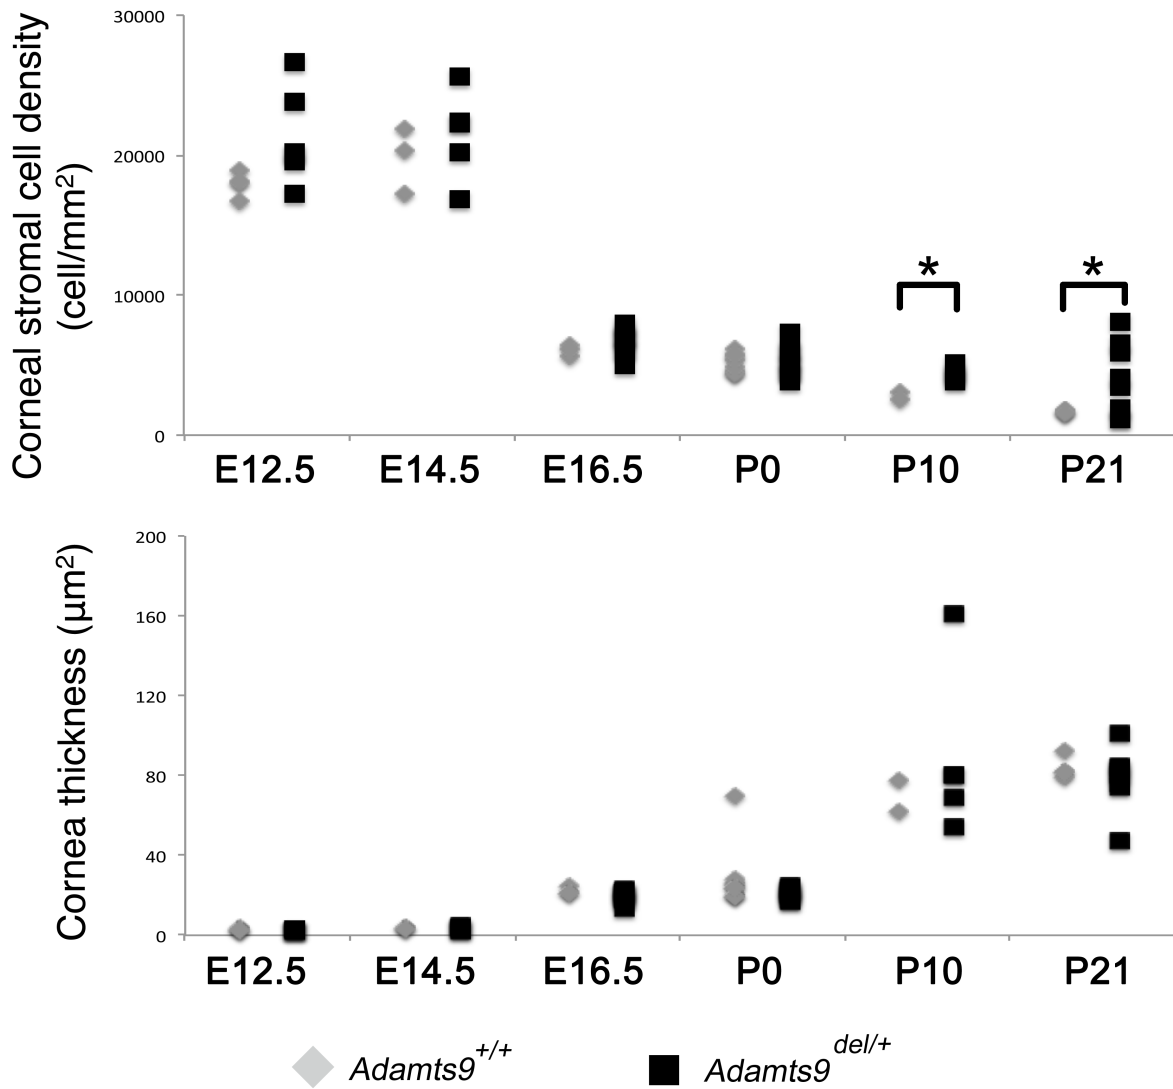 Corneal stromal cell density
(cell/mm²)
30000
20000
10000
0
* *
E12.5 E14.5 E16.5 P0 P10 P21
Cornea thickness (µm²)
200
160
120
80
40
0
E12.5 E14.5 E16.5 P0 P10 P21
Adamts9+/+ Adamts9del/+